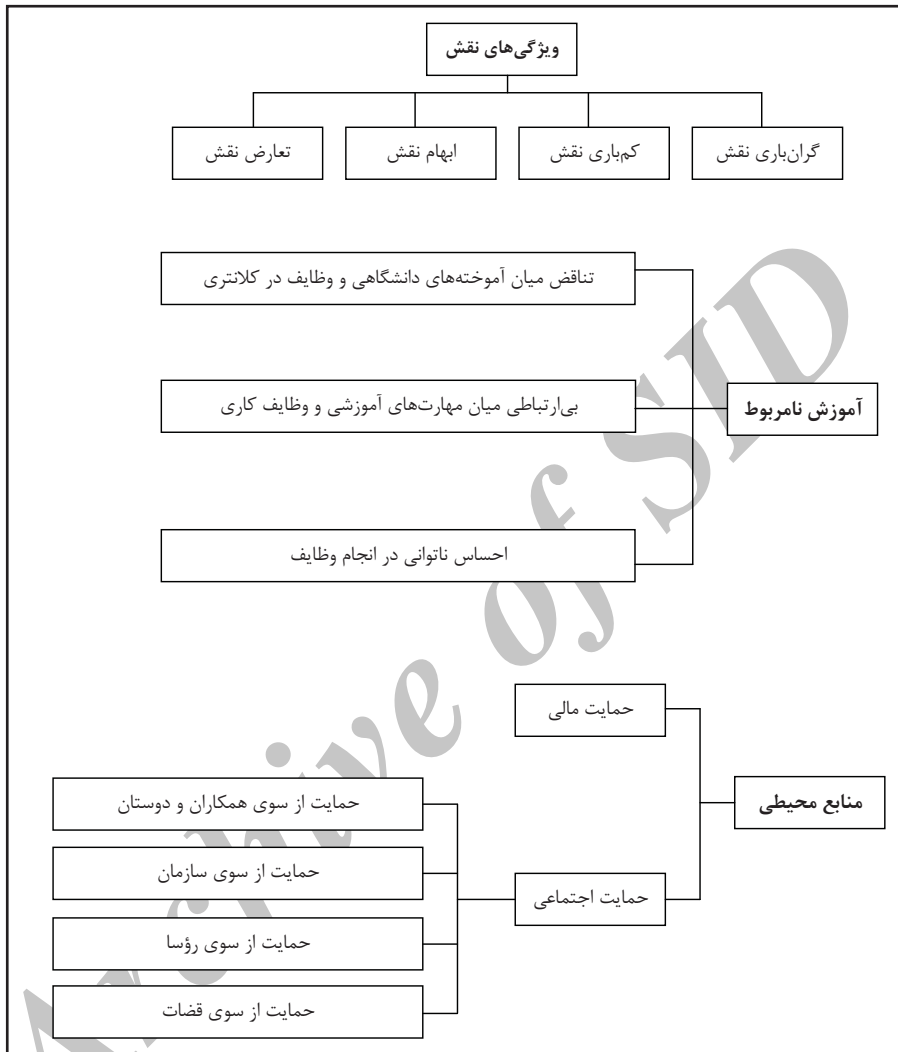 ویژگی‌های نقش
گران‌باری نقش
کم‌باری نقش
ابهام نقش
تعارض نقش
تناقض میان آموخته‌های دانشگاهی و وظایف در کلانتری
آموزش نامربوط
بی‌ارتباطی میان مهارت‌های آموزشی و وظایف کاری
احساس ناتوانی در انجام وظایف
حمایت مالی
منابع محیطی
حمایت از سوی همکاران و دوستان
حمایت از سوی سازمان
حمایت اجتماعی
حمایت از سوی رؤسا
حمایت از سوی قضات
Archive of SID